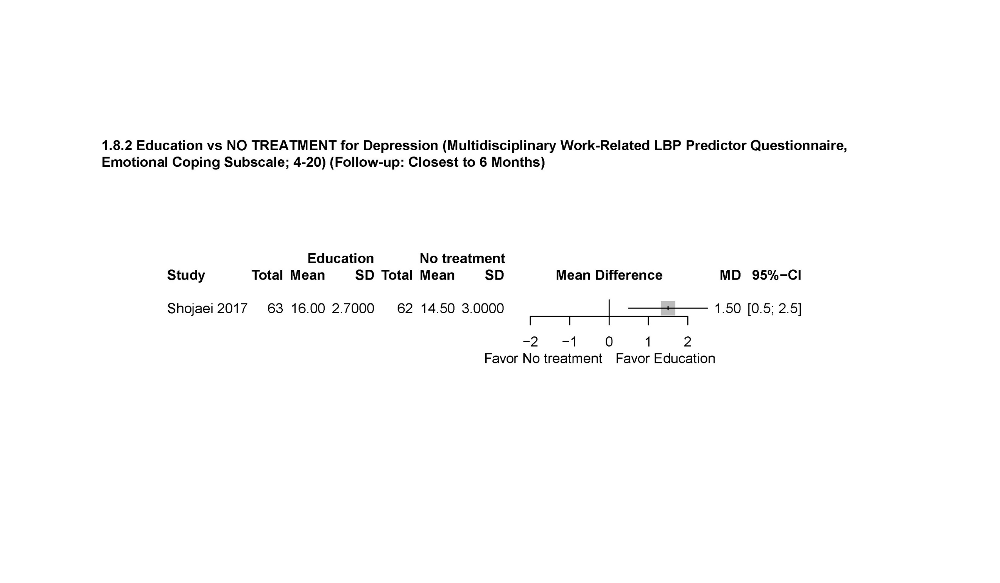 1.8.2 Education vs NO TREATMENT for Depression (Multidisciplinary Work-Related LBP Predictor Questionnaire,
Emotional Coping Subscale; 4-20) (Follow-up: Closest to 6 Months)
Education No treatment
Study Total Mean SD Total Mean SD Mean Difference MD 95%−CI
Shojaei 2017 63 16.00 2.7000 62 14.50 3.0000 1.50 [0.5; 2.5]
−2 −1 0 1 2
Favor No treatment Favor Education